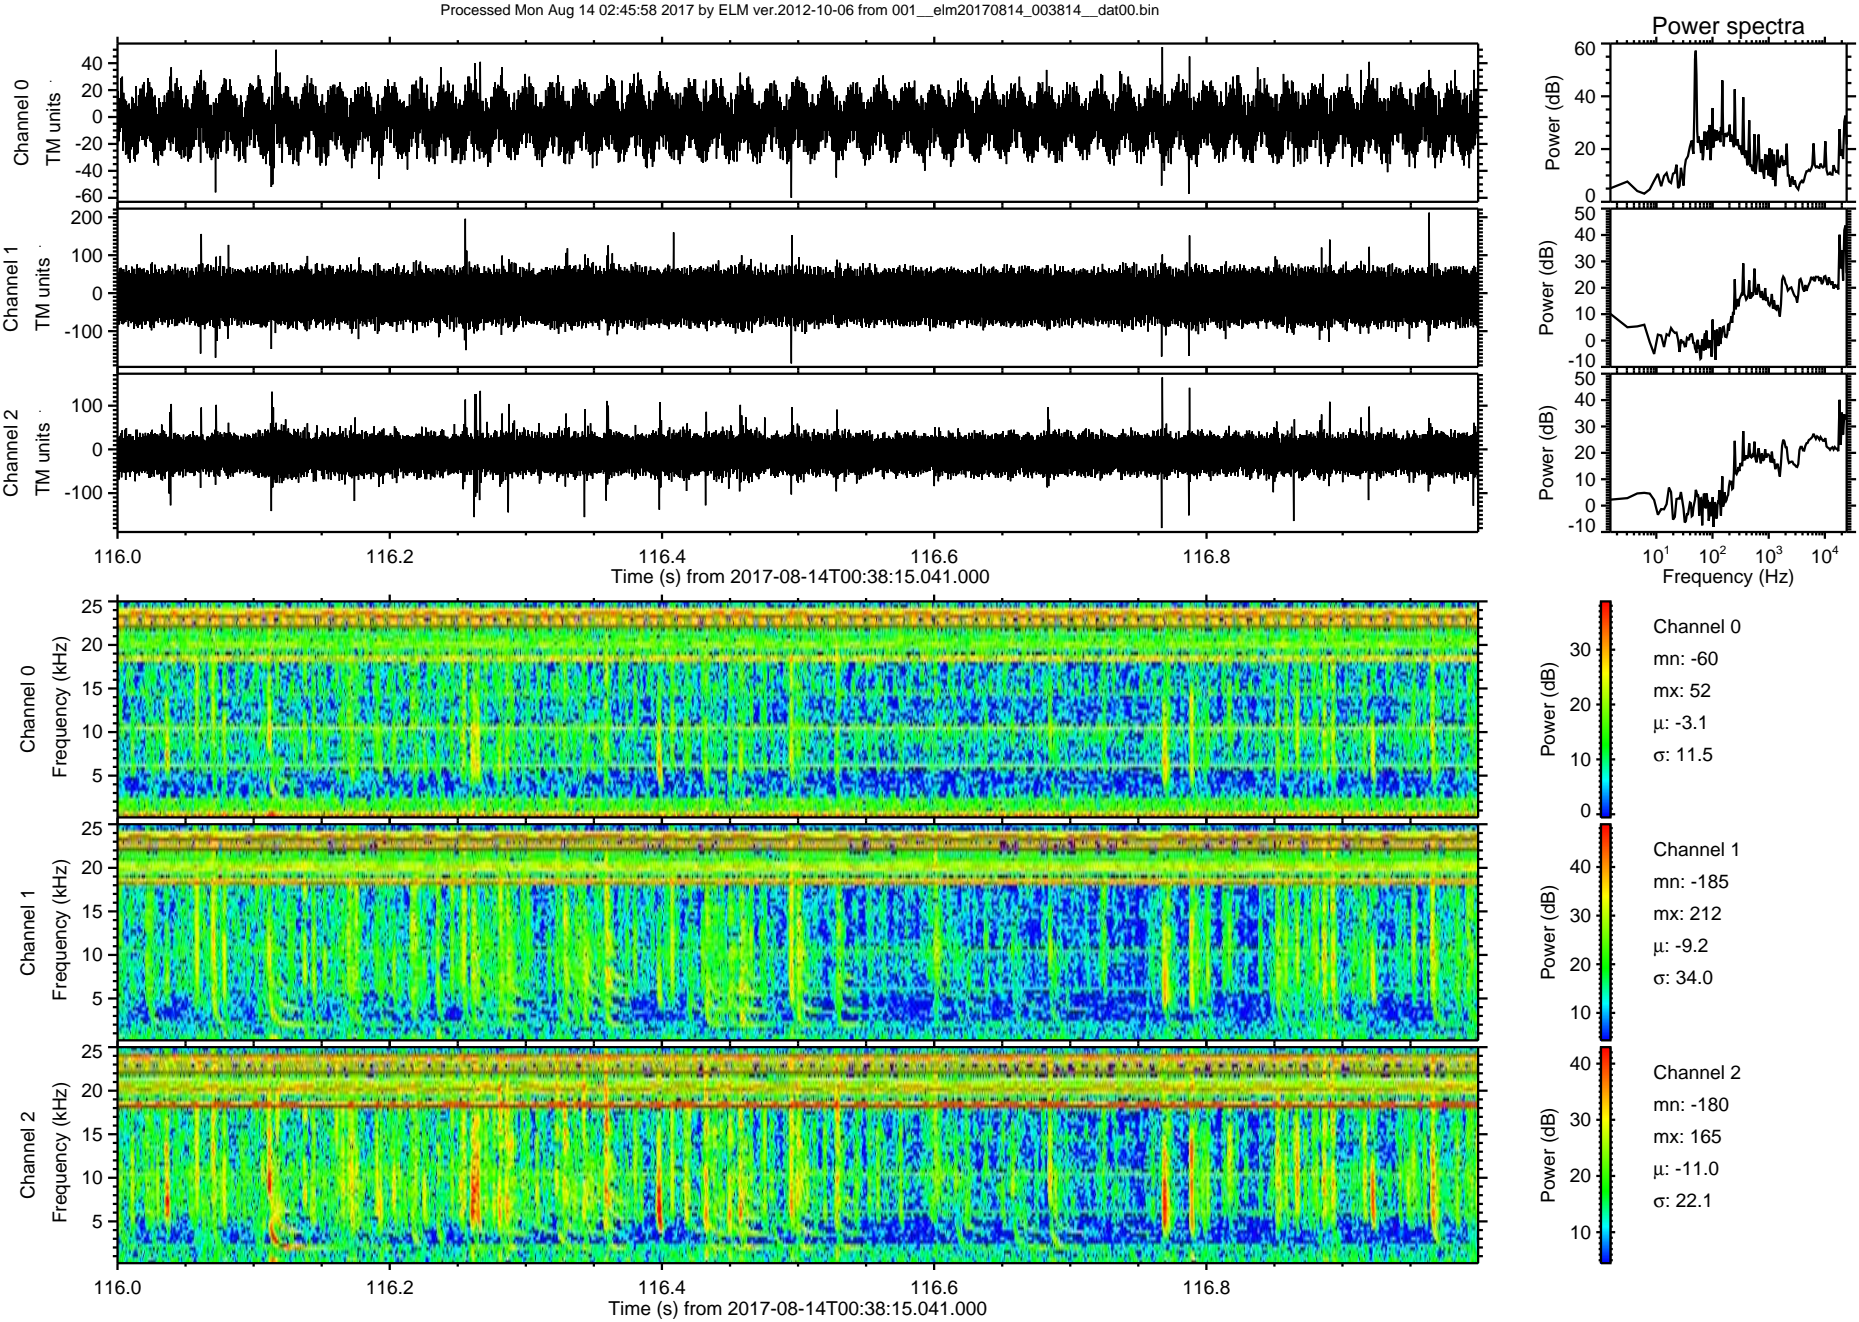 Processed Mon Aug 14 02:45:58 2017 by ELM ver.2012-10-06 from 001__elm20170814_003814__dat00.bin
Power spectra
Channel 0
TM units
40
20
0
-20
-40
-60
Power (dB)
60
40
20
0
Channel 1
TM units
200
100
0
-100
Power (dB)
50
40
30
20
10
0
-10
Channel 2
TM units
100
0
-100
Power (dB)
50
40
30
20
10
0
-10
116.0 116.2 116.4 116.6 116.8
Time (s) from 2017-08-14T00:38:15.041.000
10^1 10^2 10^3 10^4
Frequency (Hz)
Channel 0
Frequency (kHz)
25
20
15
10
5
Power (dB)
30
20
10
0
Channel 0
mn: -60
mx: 52
μ: -3.1
σ: 11.5
Channel 1
Frequency (kHz)
25
20
15
10
5
Power (dB)
40
30
20
10
Channel 1
mn: -185
mx: 212
μ: -9.2
σ: 34.0
Channel 2
Frequency (kHz)
25
20
15
10
5
Power (dB)
40
30
20
10
Channel 2
mn: -180
mx: 165
μ: -11.0
σ: 22.1
116.0 116.2 116.4 116.6 116.8
Time (s) from 2017-08-14T00:38:15.041.000